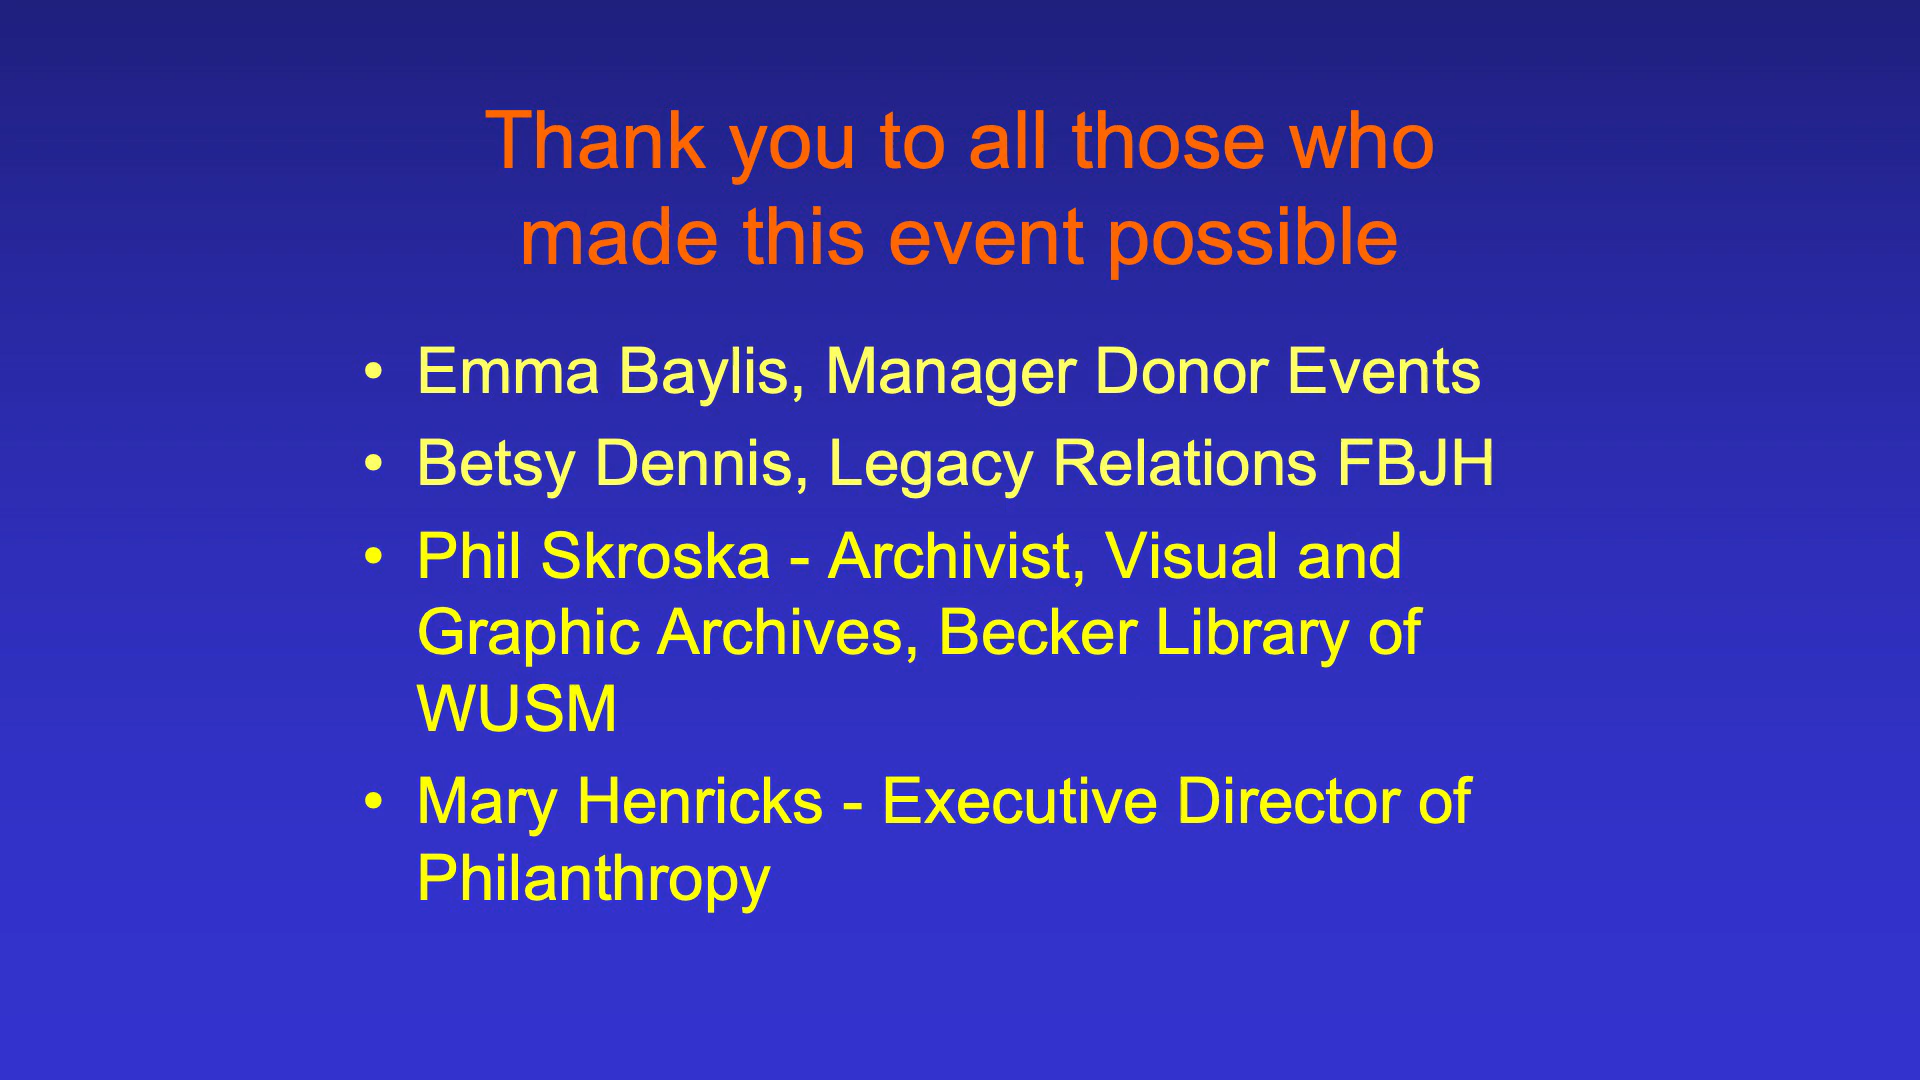 Thank you to all those who
made this event possible
• Emma Baylis, Manager Donor Events
• Betsy Dennis, Legacy Relations FBJH
• Phil Skroska - Archivist, Visual and
Graphic Archives, Becker Library of
WUSM
• Mary Henricks - Executive Director of
Philanthropy